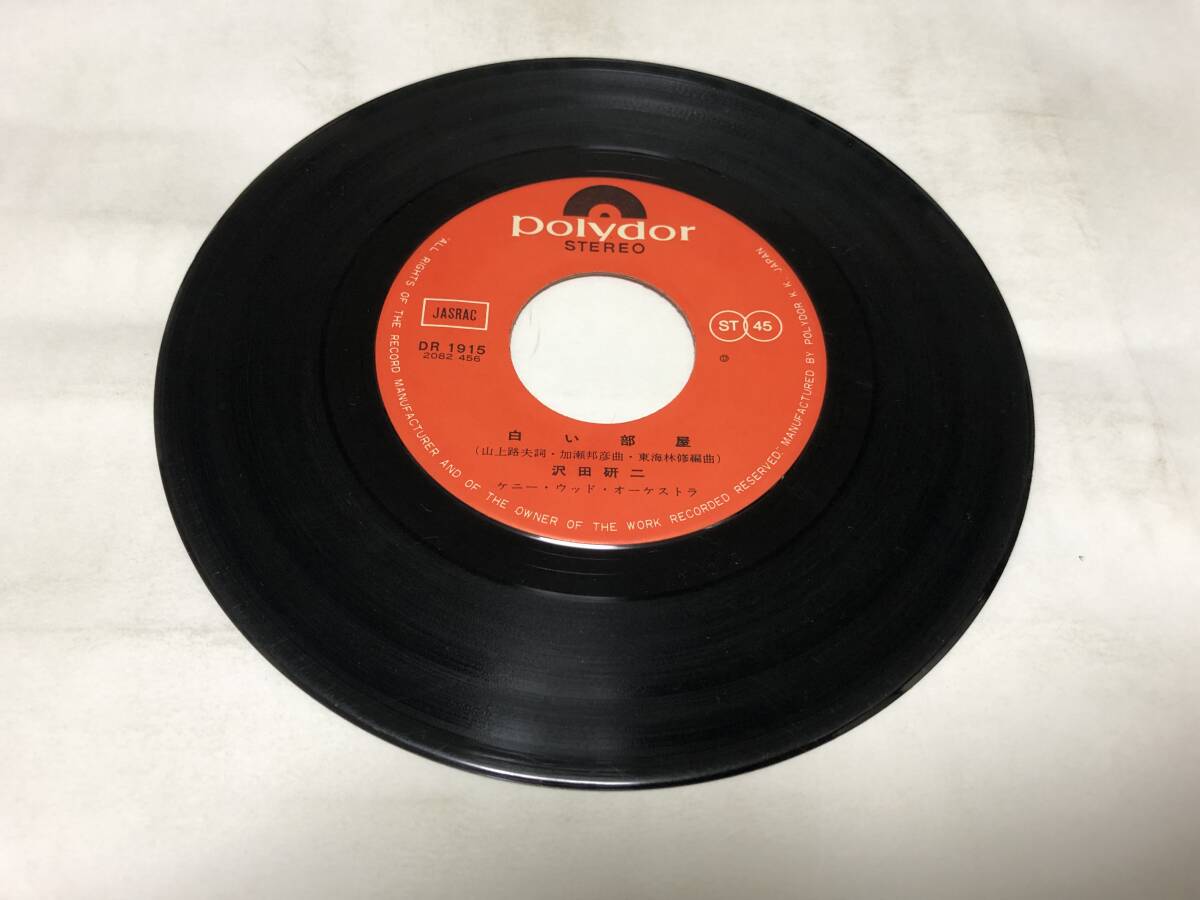 polydor
STEREO
JASRAC
DR 1915
2082 456
ST 45
Ⓟ
白い部屋
(山上路夫詞・加瀬邦彦曲・東海林修編曲)
沢田研二
ケニー・ウッド・オーケストラ
"ALL RIGHTS OF THE RECORD MANUFACTURER AND OF THE OWNER OF THE WORK RECORDED RESERVED." MANUFACTURED BY POLYDOR K.K. JAPAN